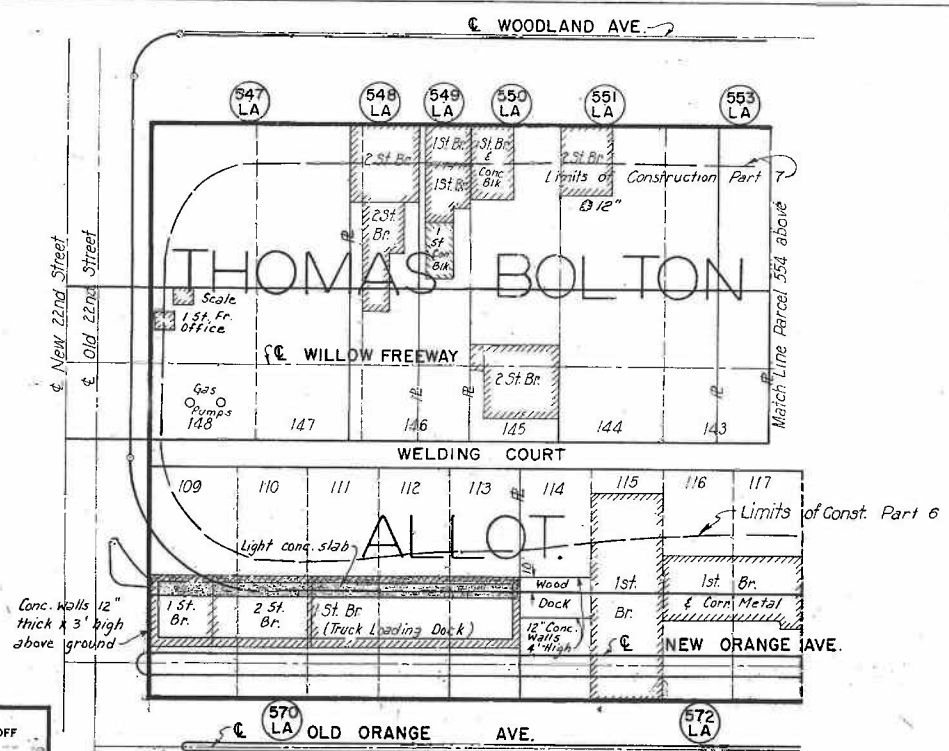 ℄ WOODLAND AVE.
547 LA
548 LA
549 LA
550 LA
551 LA
553 LA
2 St Br.
1 St Br.
1 St. Br. & Conc Blk
2 St Br.
1 St. Br.
Limits of Construction Part 7
12"
2 St. Br.
1 St Con. Blk.
THOMAS BOLTON
Scale
1 St. Fr. Office
℄ New 22nd Street
℄ Old 22nd Street
Match Line Parcel 554 above
℄ WILLOW FREEWAY
2 St. Br.
Gas Pumps
148 147 146 145 144 143
WELDING COURT
109 110 111 112 113 114 115 116 117
Limits of Const. Part 6
ALLOT.
Light conc. slab
10'
Wood
Dock
1st. Br.
1st. Br.
& Corr. Metal
Conc. walls 12"
thick x 3' high
above ground
1 St. Br.
2 St. Br.
1 St Br
(Truck Loading Dock)
12" Conc. Walls 4" High
℄ NEW ORANGE AVE.
570 LA
572 LA
℄ OLD ORANGE AVE.
OFF